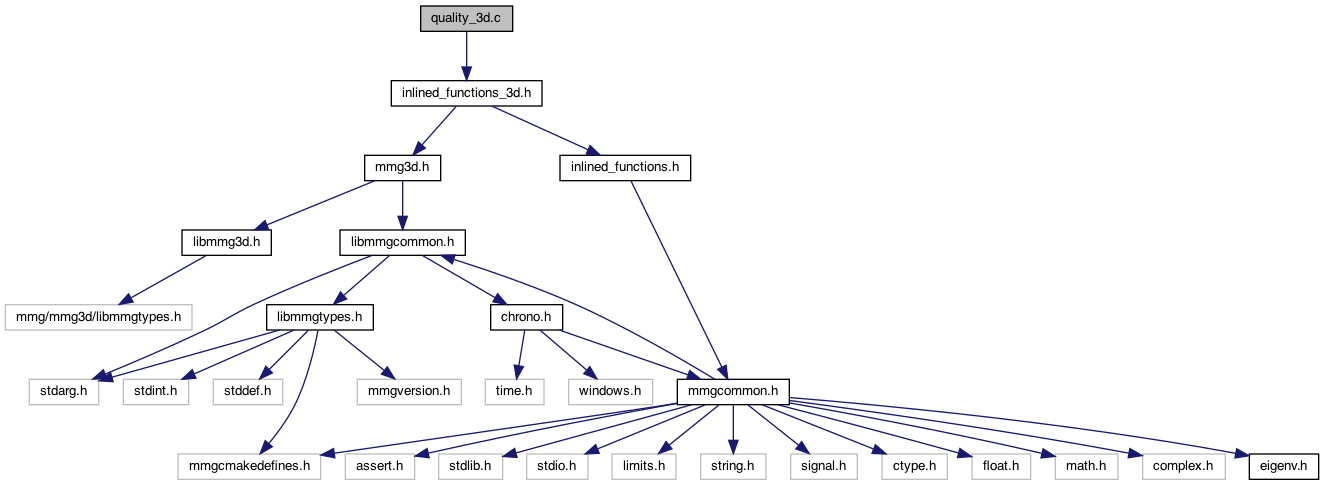 quality_3d.c
inlined_functions_3d.h
mmg3d.h
inlined_functions.h
libmmg3d.h
libmmgcommon.h
mmg/mmg3d/libmmgtypes.h
libmmgtypes.h
chrono.h
stdarg.h
stdint.h
stddef.h
mmgversion.h
time.h
windows.h
mmgcommon.h
mmgcmakedefines.h
assert.h
stdlib.h
stdio.h
limits.h
string.h
signal.h
ctype.h
float.h
math.h
complex.h
eigenv.h